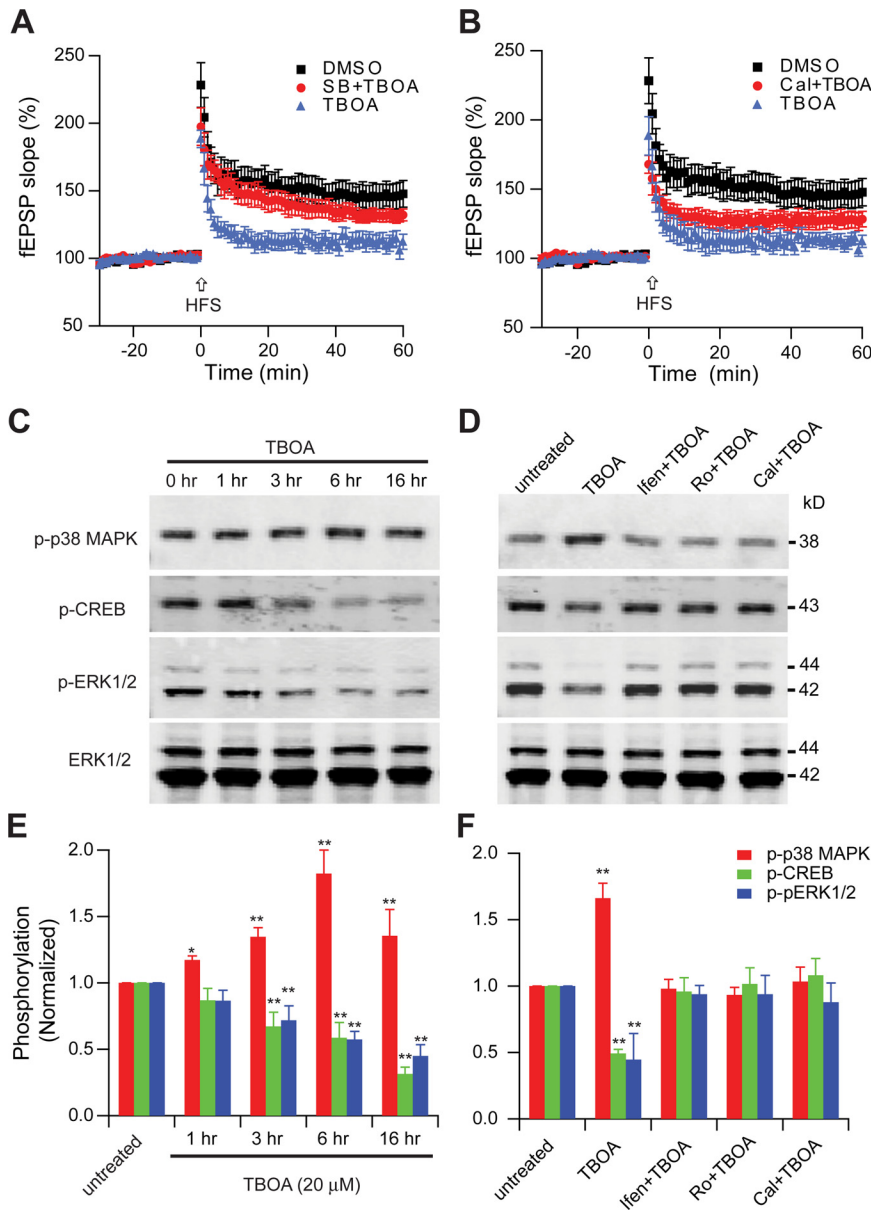 A
250
200
150
100
50
fEPSP slope (%)
DMSO
SB+TBOA
TBOA
HFS
-20
0
20
40
60
Time (min)
B
250
200
150
100
50
fEPSP slope (%)
DMSO
Cal+TBOA
TBOA
HFS
-20
0
20
40
60
Time (min)
C
TBOA
0 hr
1 hr
3 hr
6 hr
16 hr
p-p38 MAPK
p-CREB
p-ERK1/2
ERK1/2
D
untreated
TBOA
Ifen+TBOA
Ro+TBOA
Cal+TBOA
kD
38
43
44
42
44
42
E
2.0
1.5
1.0
0.5
0.0
Phosphorylation
(Normalized)
*
**
**
**
**
**
**
**
**
**
**
untreated
1 hr
3 hr
6 hr
16 hr
TBOA (20 μM)
F
2.0
1.5
1.0
0.5
0.0
p-p38 MAPK
p-CREB
p-pERK1/2
**
**
**
untreated
TBOA
Ifen+TBOA
Ro+TBOA
Cal+TBOA